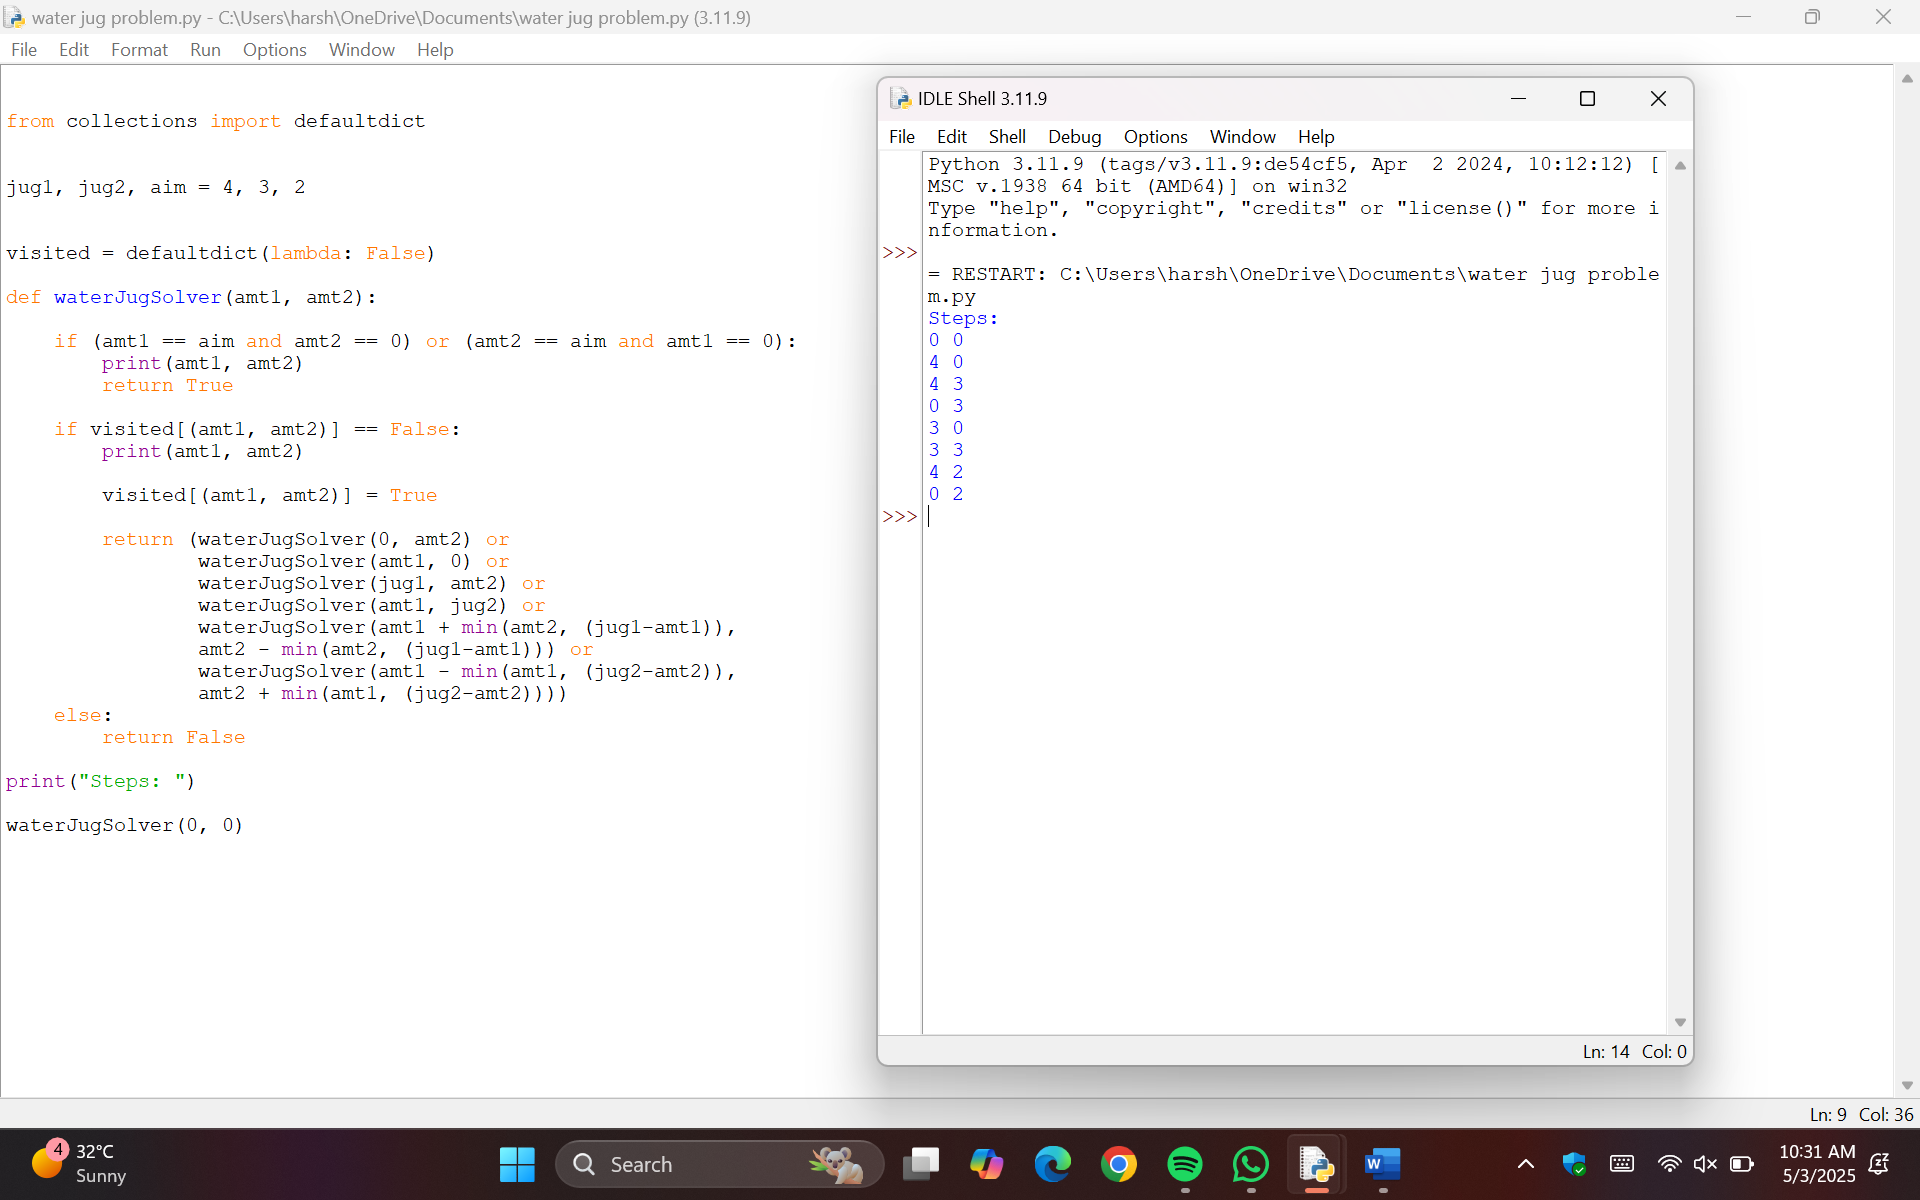 water jug problem.py - C:\Users\harsh\OneDrive\Documents\water jug problem.py (3.11.9)
File Edit Format Run Options Window Help
from collections import defaultdict
jug1, jug2, aim = 4, 3, 2
visited = defaultdict(lambda: False)
def waterJugSolver(amt1, amt2):
    if (amt1 == aim and amt2 == 0) or (amt2 == aim and amt1 == 0):
        print(amt1, amt2)
        return True
    if visited[(amt1, amt2)] == False:
        print(amt1, amt2)
        visited[(amt1, amt2)] = True
        return (waterJugSolver(0, amt2) or
                waterJugSolver(amt1, 0) or
                waterJugSolver(jug1, amt2) or
                waterJugSolver(amt1, jug2) or
                waterJugSolver(amt1 + min(amt2, (jug1-amt1)),
                amt2 - min(amt2, (jug1-amt1))) or
                waterJugSolver(amt1 - min(amt1, (jug2-amt2)),
                amt2 + min(amt1, (jug2-amt2))))
    else:
        return False
print("Steps: ")
waterJugSolver(0, 0)
IDLE Shell 3.11.9
File Edit Shell Debug Options Window Help
Python 3.11.9 (tags/v3.11.9:de54cf5, Apr  2 2024, 10:12:12) [
MSC v.1938 64 bit (AMD64)] on win32
Type "help", "copyright", "credits" or "license()" for more i
nformation.
>>>
= RESTART: C:\Users\harsh\OneDrive\Documents\water jug proble
m.py
Steps:
0 0
4 0
4 3
0 3
3 0
3 3
4 2
0 2
>>>
Ln: 14 Col: 0
Ln: 9 Col: 36
4
32°C
Sunny
Search
W
10:31 AM
5/3/2025